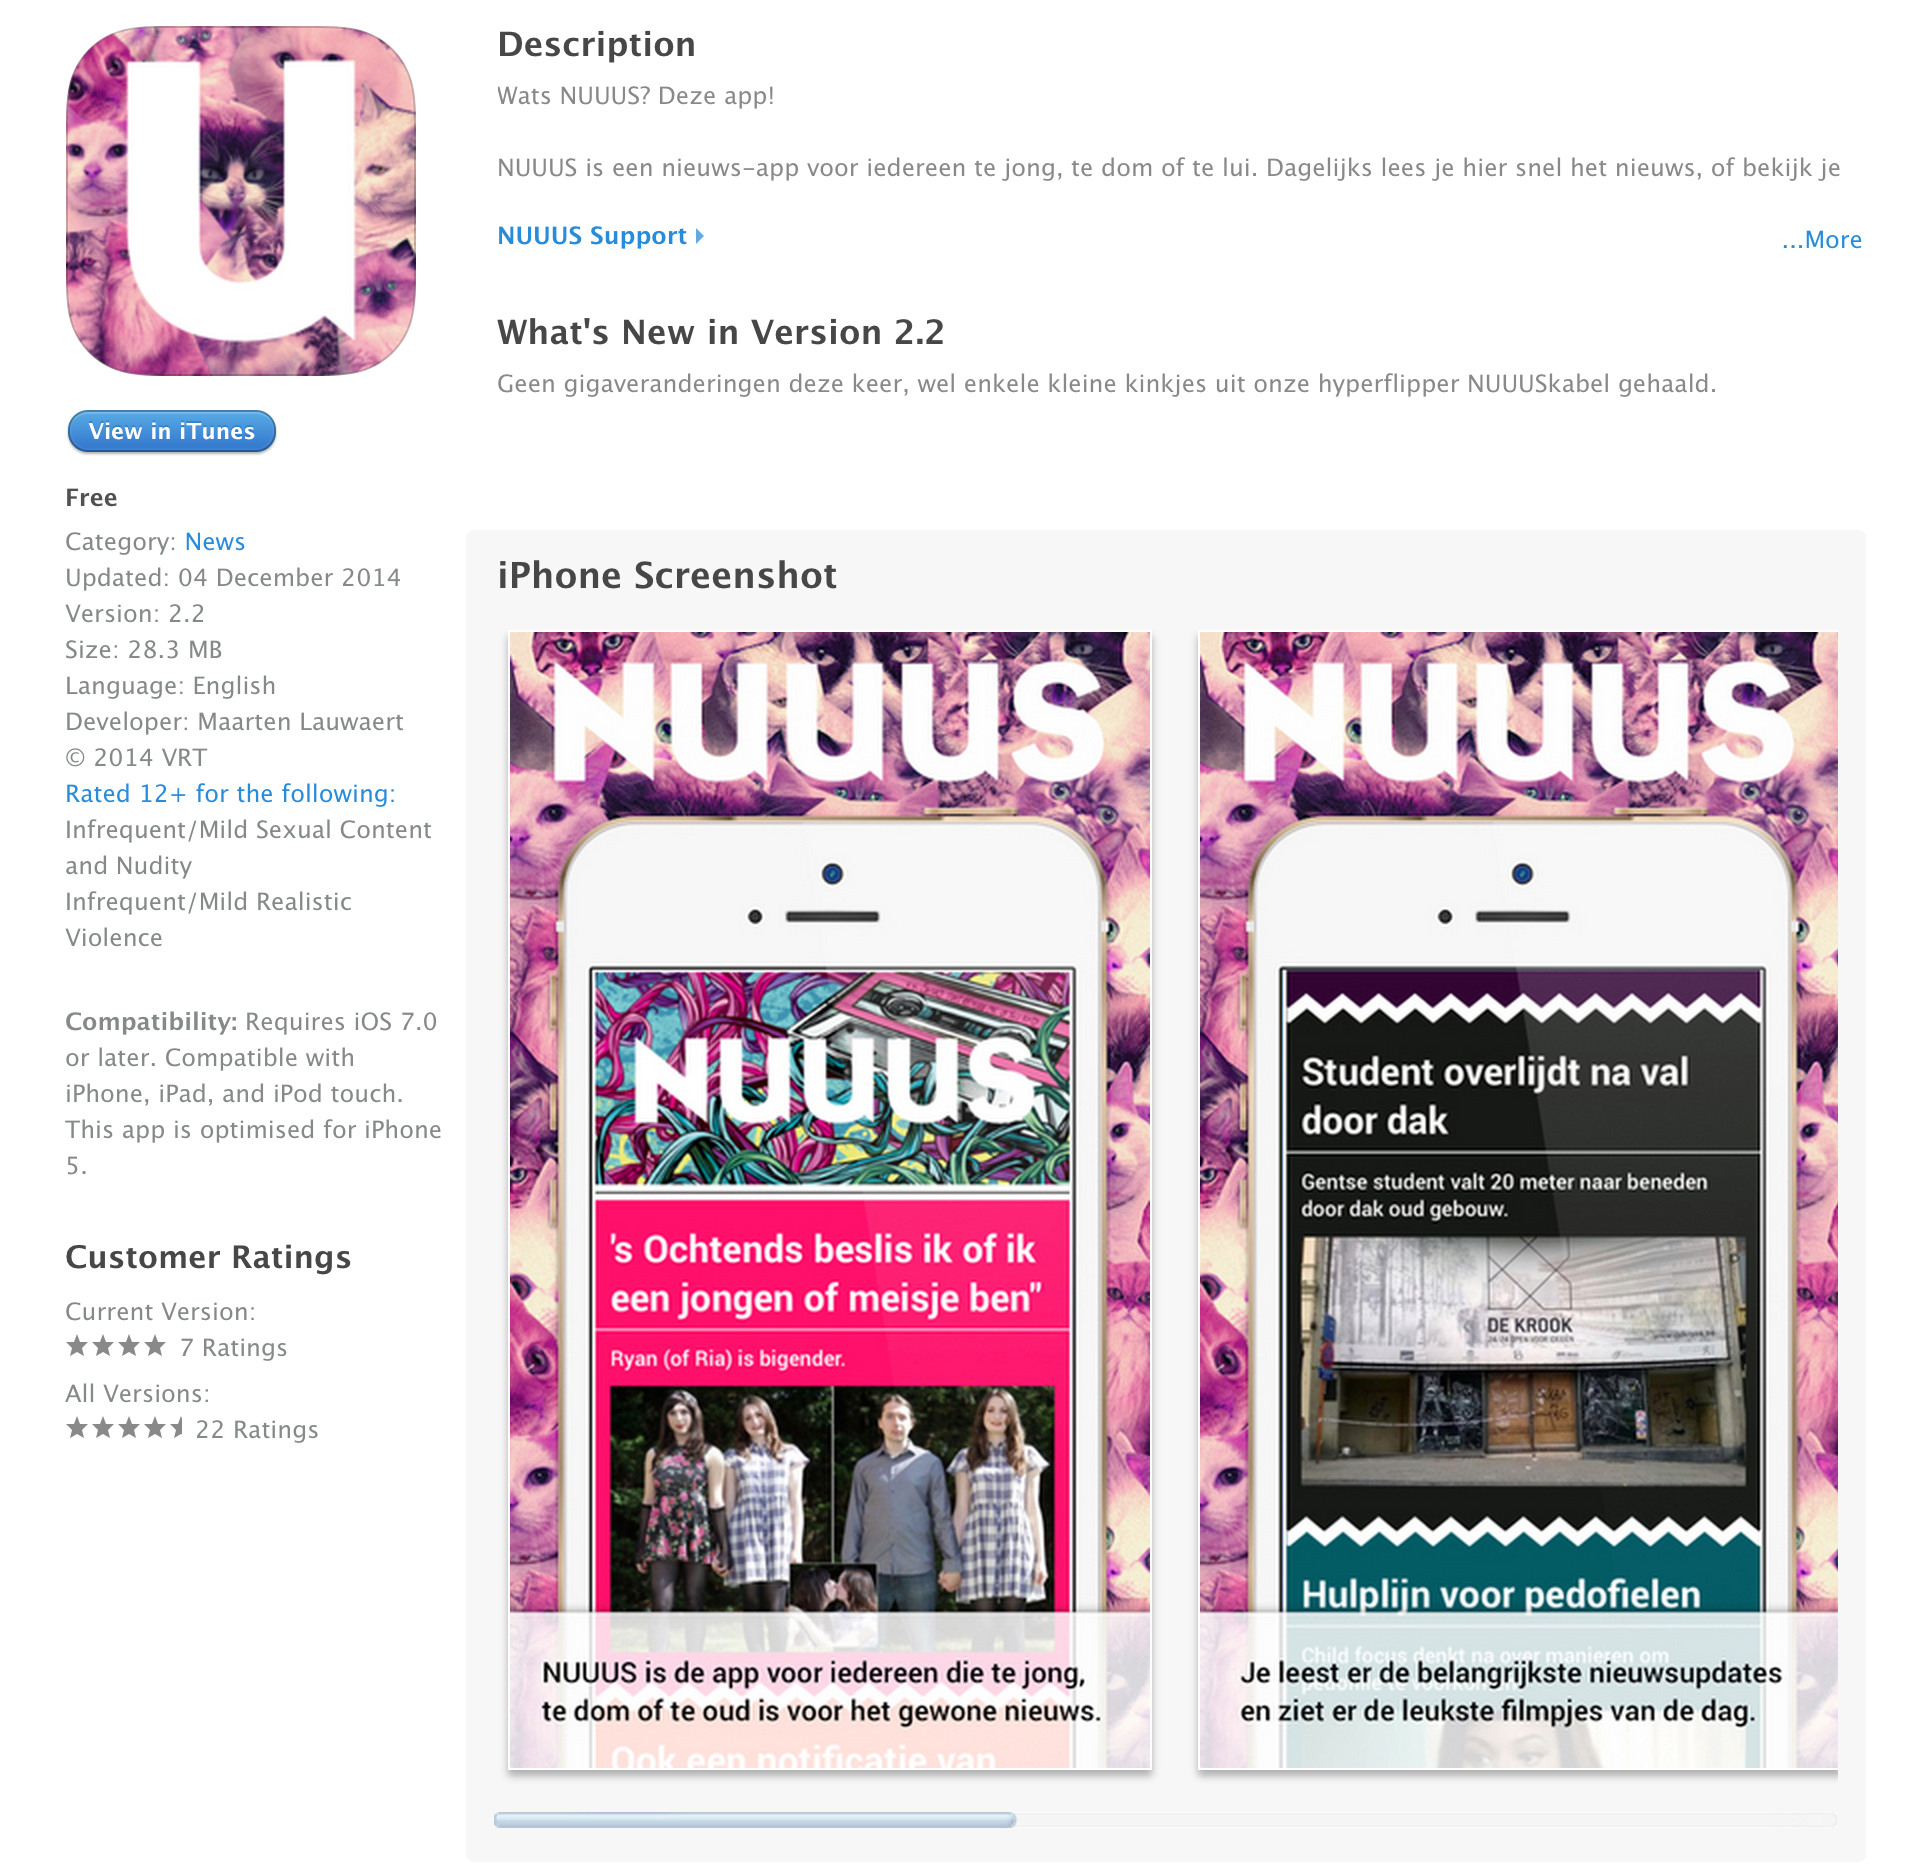 Description
Wats NUUUS? Deze app!
NUUUS is een nieuws-app voor iedereen te jong, te dom of te lui. Dagelijks lees je hier snel het nieuws, of bekijk je
NUUUS Support
...More
What's New in Version 2.2
Geen gigaveranderingen deze keer, wel enkele kleine kinkjes uit onze hyperflipper NUUUSkabel gehaald.
u
View in iTunes
Free
Category: News
Updated: 04 December 2014
Version: 2.2
Size: 28.3 MB
Language: English
Developer: Maarten Lauwaert
© 2014 VRT
Rated 12+ for the following:
Infrequent/Mild Sexual Content
and Nudity
Infrequent/Mild Realistic
Violence
Compatibility: Requires iOS 7.0
or later. Compatible with
iPhone, iPad, and iPod touch.
This app is optimised for iPhone
5.
Customer Ratings
Current Version:
7 Ratings
All Versions:
22 Ratings
iPhone Screenshot
NUUUS
NUUUS
's Ochtends beslis ik of ik
een jongen of meisje ben"
Ryan (of Ria) is bigender.
NUUUS is de app voor iedereen die te jong,
te dom of te oud is voor het gewone nieuws.
Ook een notificatie van
NUUUS
Student overlijdt na val
door dak
Gentse student valt 20 meter naar beneden
door dak oud gebouw.
DE KROOK
Hulplijn voor pedofielen
Child focus denkt na over manieren om
Je leest er de belangrijkste nieuwsupdates
en ziet er de leukste filmpjes van de dag.